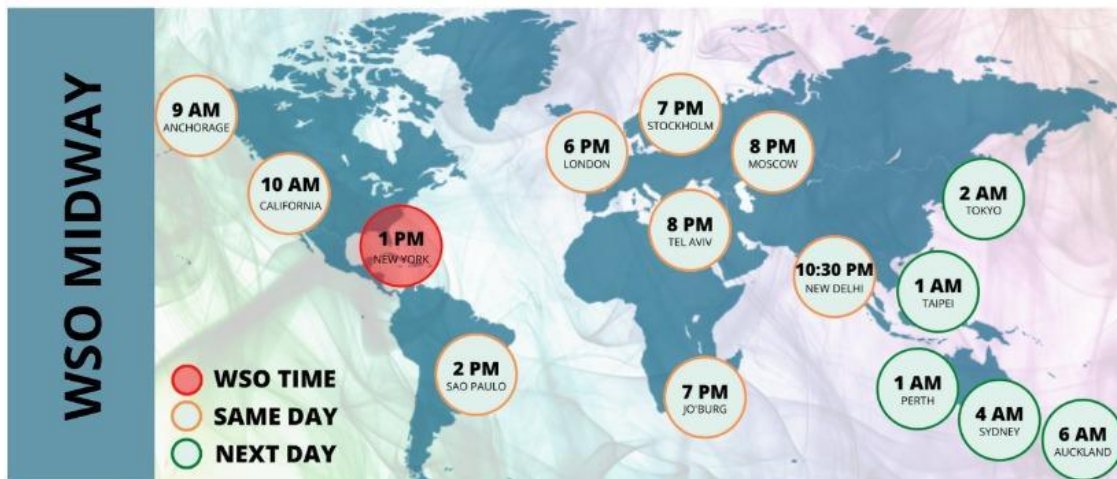 WSO MIDWAY
9 AM
ANCHORAGE
10 AM
CALIFORNIA
1 PM
NEW YORK
2 PM
SAO PAULO
6 PM
LONDON
7 PM
STOCKHOLM
8 PM
MOSCOW
8 PM
TEL AVIV
7 PM
JO'BURG
10:30 PM
NEW DELHI
2 AM
TOKYO
1 AM
TAIPEI
1 AM
PERTH
4 AM
SYDNEY
6 AM
AUCKLAND
WSO TIME
SAME DAY
NEXT DAY